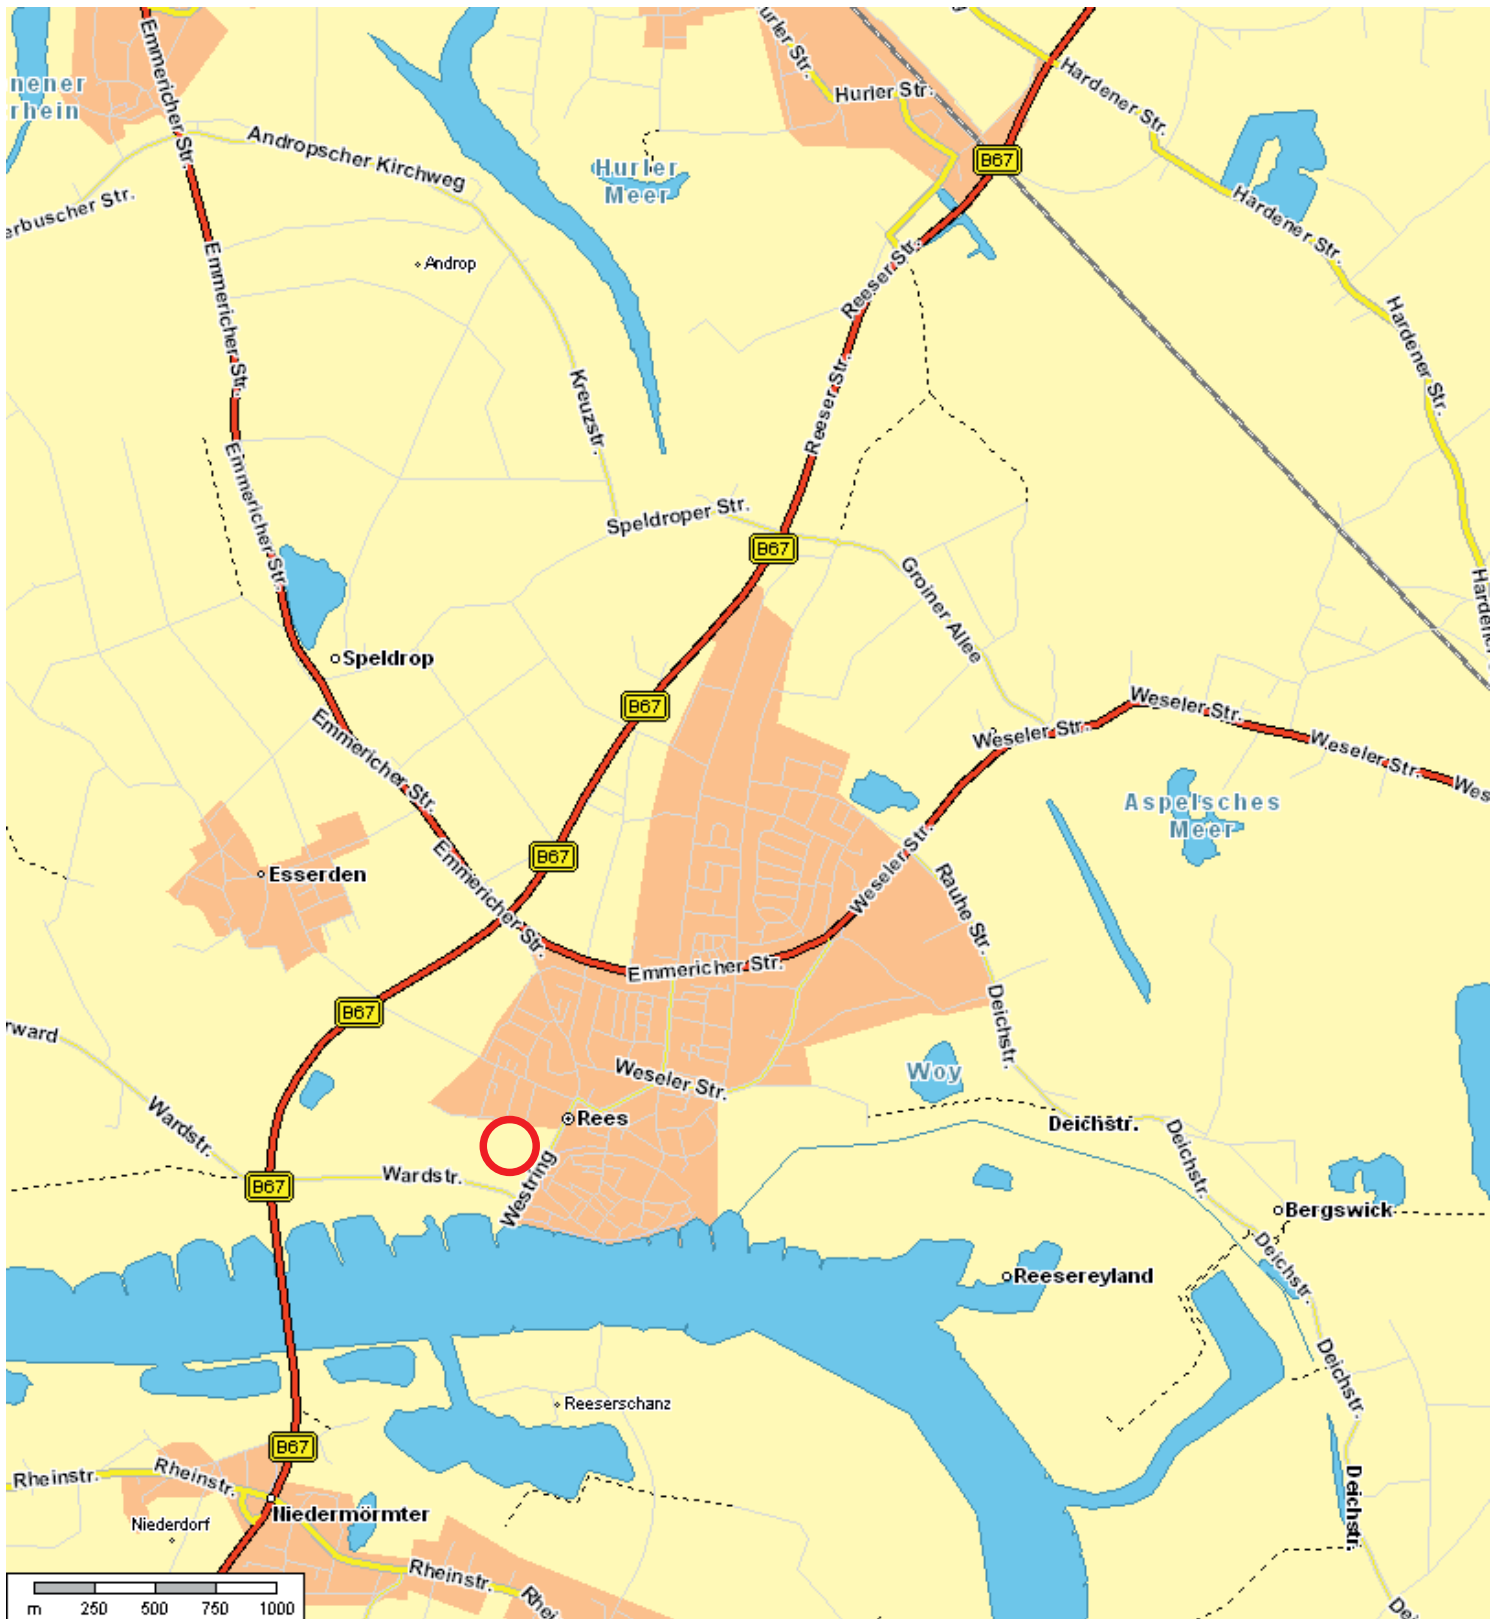 Emmericher Str.
urler Str.
Hurler Str.
Hardener Str.
nener
rhein
Andropscher Kirchweg
B67
Hurler
Meer
erbuscher Str.
Hardener Str.
Androp
Emmericher Str.
Reeser Str.
Hardener Str.
Kreuzstr.
Reeser Str.
Emmericher Str.
Speldroper Str.
B67
Groiner Allee
Hardener
Speldrop
B67
Weseler Str.
Emmericher Str.
Weseler Str.
Weseler Str.
Wes
Aspelsches
Meer
B67
Weseler Str.
Esserden
Emmericher Str.
Rauhe Str.
Emmericher Str.
B67
Deichstr.
rward
Weseler Str.
Woy
Wardstr.
Rees
Deichstr.
Deichstr.
Wardstr.
B67
Westring
Bergswick
Deichstr.
Reesereyland
Deichstr.
Reeserschanz
B67
Rheinstr.
Rheinstr.
Deichstr.
Niedermörmter
Niederdorf
Rheinstr.
Rhei
De
m 250 500 750 1000